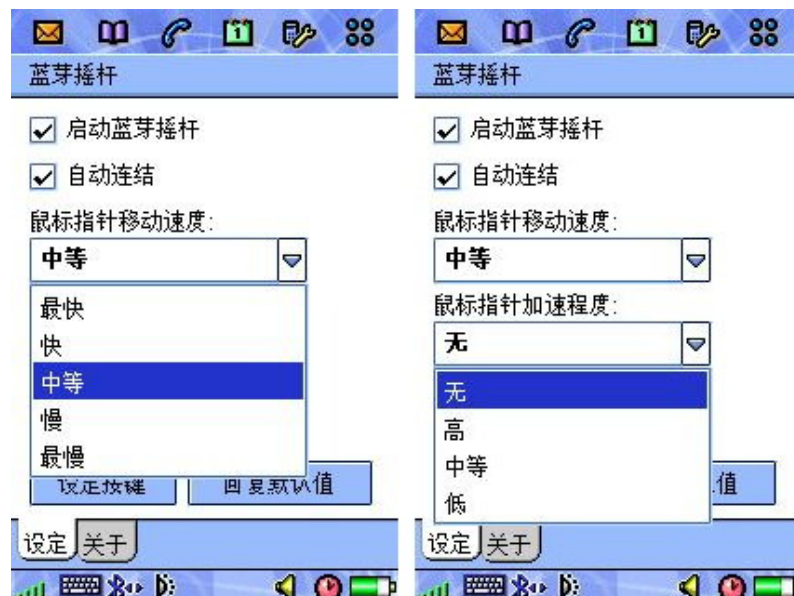 蓝芽摇杆
启动蓝芽摇杆
自动连结
鼠标指针移动速度:
中等
最快
快
中等
慢
最慢
设定按键
回复默认值
设定
关于
蓝芽摇杆
启动蓝芽摇杆
自动连结
鼠标指针移动速度:
中等
鼠标指针加速程度:
无
无
高
中等
低
值
设定
关于